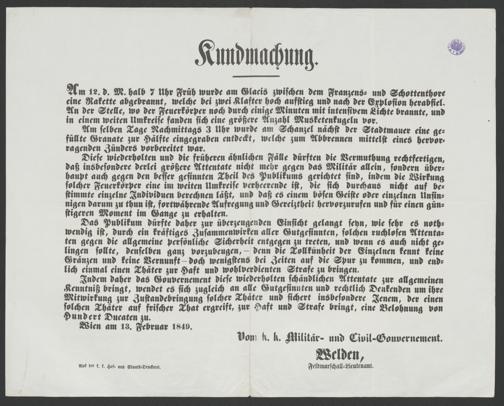 Kundmachung.
Am 12. d. M. halb 7 Uhr Früh wurde am Glacis zwischen dem Franzens- und Schottenthore
eine Rakette abgebrannt, welche bei zwei Klafter hoch aufstieg und nach der Explosion herabfiel.
An der Stelle, wo der Feuerkörper noch durch einige Minuten mit intensivem Lichte brannte, und
in einem weiten Umkreise fanden sich eine größere Anzahl Musketenkugeln vor.
Am selben Tage Nachmittags 3 Uhr wurde am Schanzel nächst der Stadtmauer eine ge-
füllte Granate zur Hälfte eingegraben entdeckt, welche zum Abbrennen mittelst eines hervor-
ragenden Zünders vorbereitet war.
Diese wiederholten und die früheren ähnlichen Fälle dürften die Vermuthung rechtfertigen,
daß insbesondere derlei größere Attentate nicht mehr gegen das Militär allein, sondern über-
haupt auch gegen den besser gesinnten Theil des Publikums gerichtet sind, indem die Wirkung
solcher Feuerkörper eine im weiten Umkreise verheerende ist, die sich durchaus nicht auf be-
stimmte einzelne Individuen berechnen läßt, und daß es einem bösen Geiste oder einzelnen Unsin-
nigen darum zu thun ist, fortwährende Aufregung und Gereiztheit hervorzurufen und für einen gün-
stigeren Moment im Gange zu erhalten.
Das Publikum dürfte daher zur überzeugenden Einsicht gelangt seyn, wie sehr es noth-
wendig ist, durch ein kräftiges Zusammenwirken aller Gutgesinnten, solchen ruchlosen Attenta-
ten gegen die allgemeine persönliche Sicherheit entgegen zu treten, und wenn es auch nicht ge-
lingen sollte, denselben ganz vorzubeugen, — denn die Tollkühnheit der Einzelnen kennt keine
Gränzen und keine Vernunft — doch wenigstens bei Zeiten auf die Spur zu kommen, und end-
lich einmal einen Thäter zur Haft und wohlverdienten Strafe zu bringen.
Indem daher das Gouvernement diese wiederholten schändlichen Attentate zur allgemeinen
Kenntniß bringt, wendet es sich zugleich an alle Gutgesinnten und rechtlich Denkenden um ihre
Mitwirkung zur Zustandebringung solcher Thäter und sichert insbesondere Jenem, der einen
solchen Thäter auf frischer That ergreift, zur Haft und Strafe bringt, eine Belohnung von
Hundert Ducaten zu.
Wien am 13. Februar 1849.
Vom k. k. Militär- und Civil-Gouvernement.
Welden,
Feldmarschall-Lieutenant.
Aus der k. k. Hof- und Staats-Druckerei.